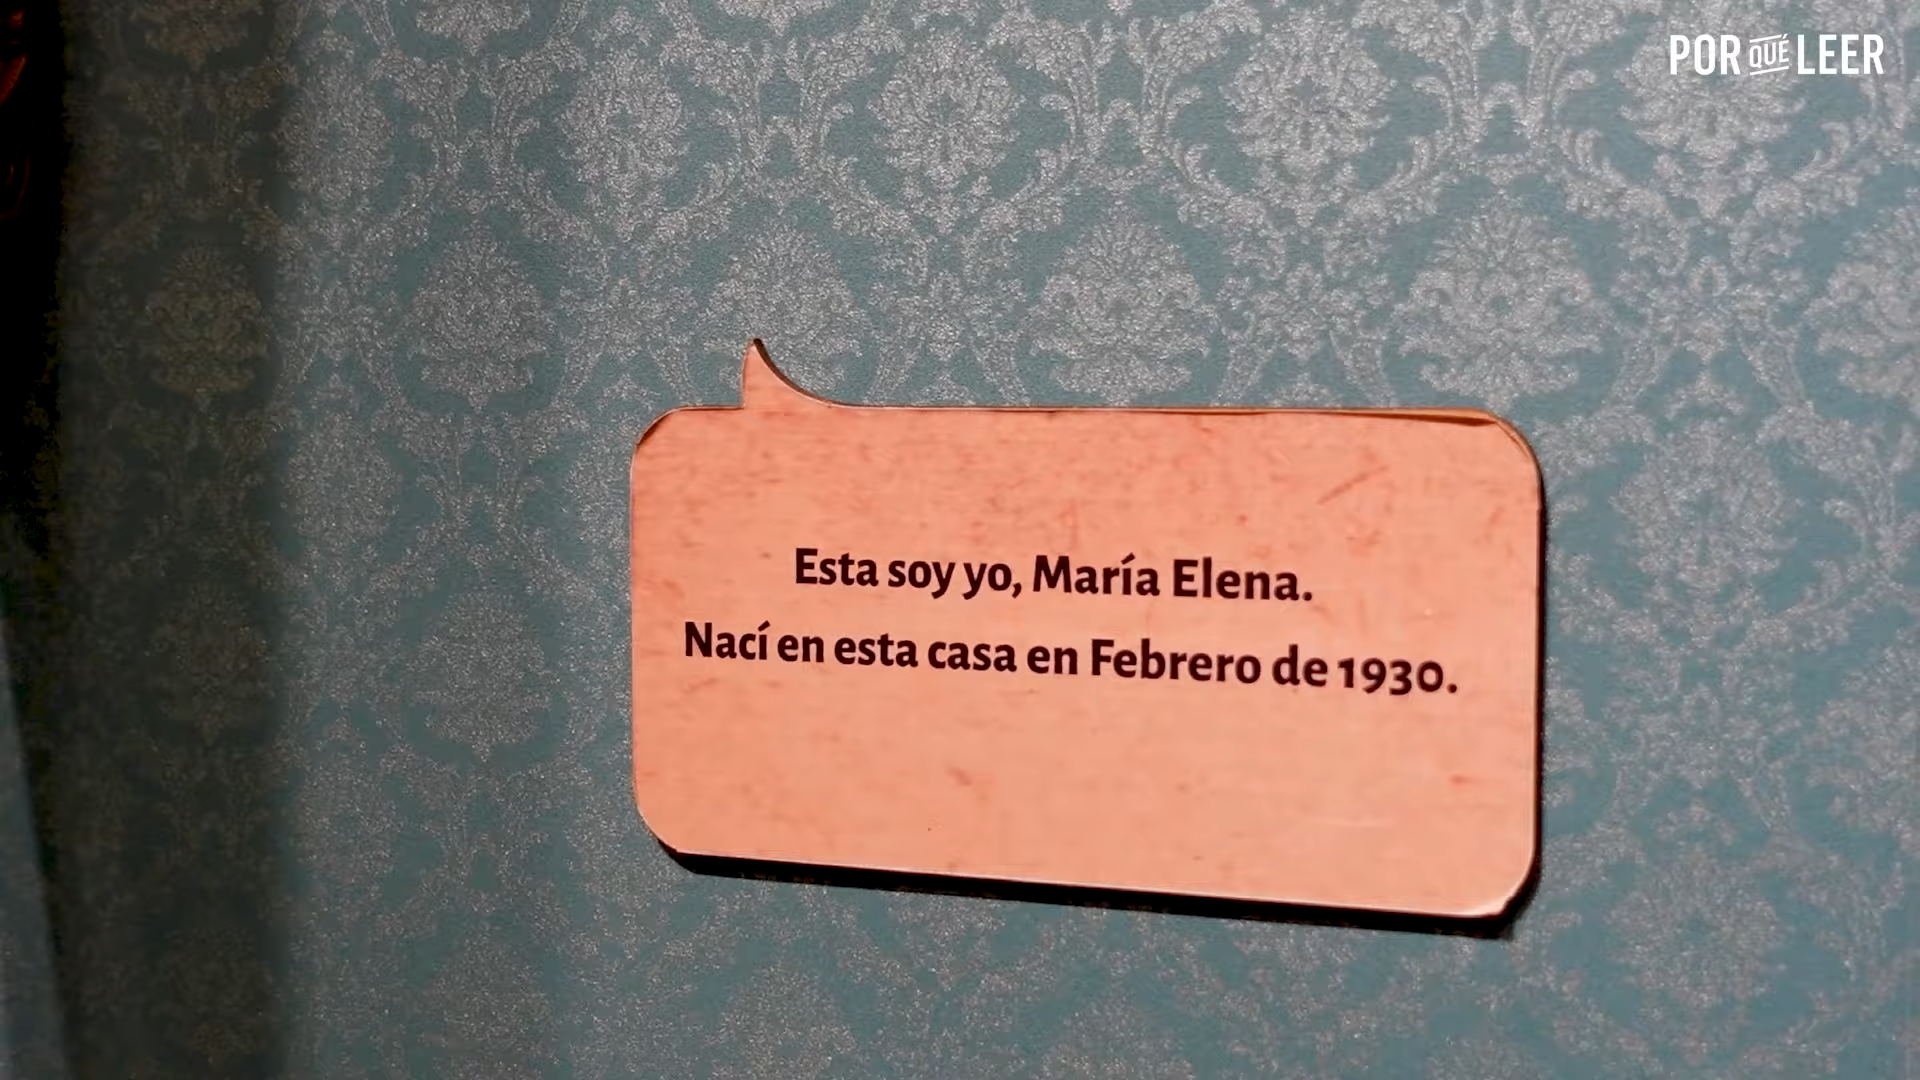 POR QUÉ LEER
Esta soy yo, María Elena.
Nací en esta casa en Febrero de 1930.